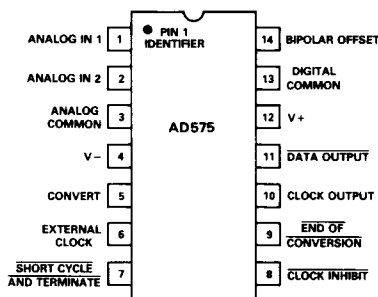 ANALOG IN 1 1
PIN 1
IDENTIFIER
14 BIPOLAR OFFSET
ANALOG IN 2 2
13 DIGITAL
COMMON
ANALOG
COMMON 3
12 V+
AD575
V− 4
11 DATA OUTPUT
CONVERT 5
10 CLOCK OUTPUT
EXTERNAL
CLOCK 6
9 END OF
CONVERSION
SHORT CYCLE
AND TERMINATE 7
8 CLOCK INHIBIT